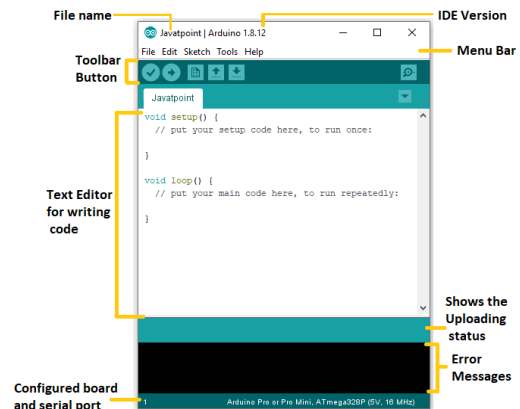 File name
IDE Version
Javatpoint | Arduino 1.8.12
File Edit Sketch Tools Help
Menu Bar
Toolbar
Button
Javatpoint
void setup() {
// put your setup code here, to run once:
}
void loop() {
// put your main code here, to run repeatedly:
}
Text Editor
for writing
code
Shows the
Uploading
status
Error
Messages
Configured board
and serial port
1
Arduino Pro or Pro Mini, ATmega328P (5V, 16 MHz)